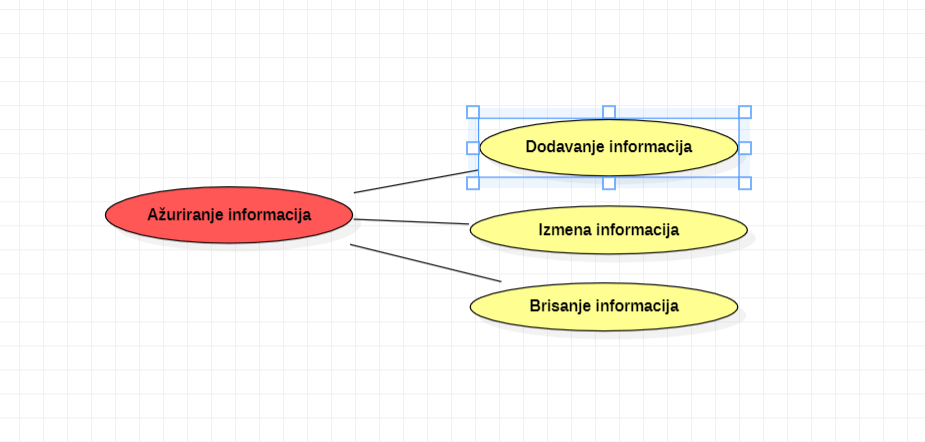 Dodavanje informacija
Ažuriranje informacija
Izmena informacija
Brisanje informacija